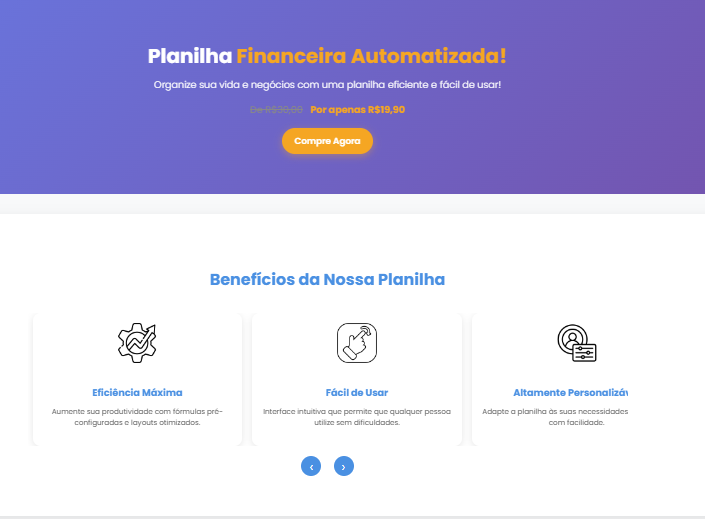 Planilha Financeira Automatizada!
Organize sua vida e negócios com uma planilha eficiente e fácil de usar!
De R$39,90 Por apenas R$19,90
Compre Agora
Benefícios da Nossa Planilha
Eficiência Máxima
Aumente sua produtividade com fórmulas pré-
configuradas e layouts otimizados.
Fácil de Usar
Interface intuitiva que permite que qualquer pessoa
utilize sem dificuldades.
Altamente Personalizáv
Adapte a planilha às suas necessidades
com facilidade.
‹ ›